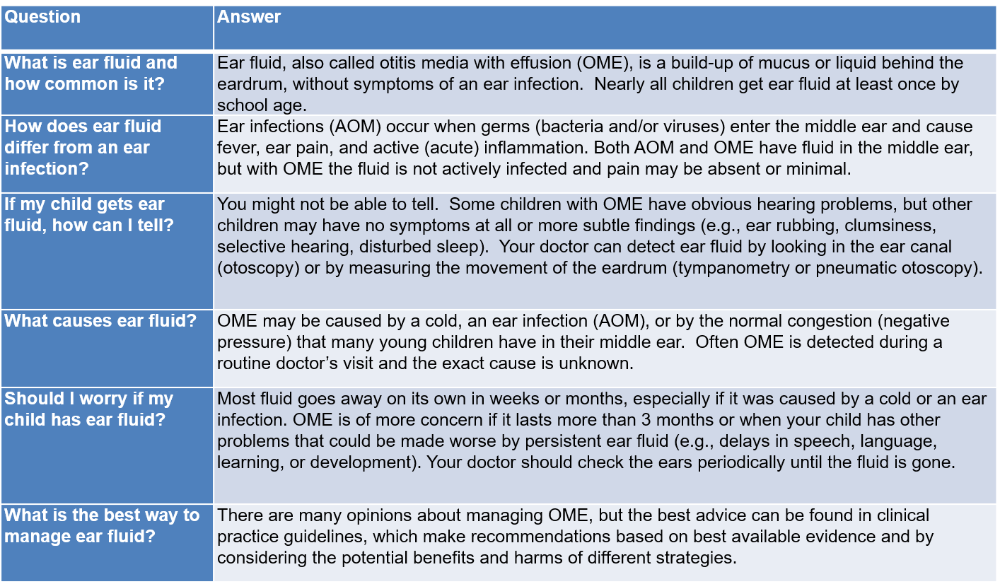 Question
Answer
What is ear fluid and
how common is it?
Ear fluid, also called otitis media with effusion (OME), is a build-up of mucus or liquid behind the
eardrum, without symptoms of an ear infection.  Nearly all children get ear fluid at least once by
school age.
How does ear fluid
differ from an ear
infection?
Ear infections (AOM) occur when germs (bacteria and/or viruses) enter the middle ear and cause
fever, ear pain, and active (acute) inflammation. Both AOM and OME have fluid in the middle ear,
but with OME the fluid is not actively infected and pain may be absent or minimal.
If my child gets ear
fluid, how can I tell?
You might not be able to tell.  Some children with OME have obvious hearing problems, but other
children may have no symptoms at all or more subtle findings (e.g., ear rubbing, clumsiness,
selective hearing, disturbed sleep).  Your doctor can detect ear fluid by looking in the ear canal
(otoscopy) or by measuring the movement of the eardrum (tympanometry or pneumatic otoscopy).
What causes ear fluid?
OME may be caused by a cold, an ear infection (AOM), or by the normal congestion (negative
pressure) that many young children have in their middle ear.  Often OME is detected during a
routine doctor's visit and the exact cause is unknown.
Should I worry if my
child has ear fluid?
Most fluid goes away on its own in weeks or months, especially if it was caused by a cold or an ear
infection. OME is of more concern if it lasts more than 3 months or when your child has other
problems that could be made worse by persistent ear fluid (e.g., delays in speech, language,
learning, or development). Your doctor should check the ears periodically until the fluid is gone.
What is the best way to
manage ear fluid?
There are many opinions about managing OME, but the best advice can be found in clinical
practice guidelines, which make recommendations based on best available evidence and by
considering the potential benefits and harms of different strategies.